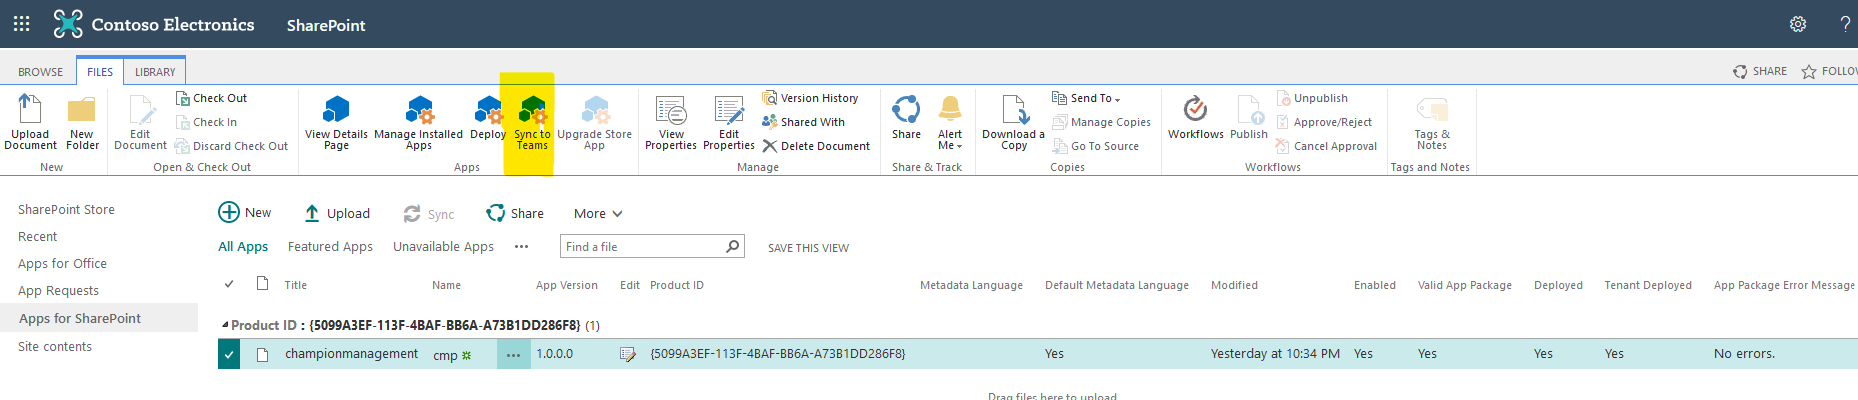 Contoso Electronics SharePoint ?
BROWSE FILES LIBRARY SHARE FOLLOW
Upload Document
New Folder
New
Edit Document
Check Out
Check In
Discard Check Out
Open & Check Out
View Details Page
Manage Installed Apps
Deploy
Sync to Teams
Upgrade Store App
Apps
View Properties
Edit Properties
Version History
Shared With
Delete Document
Manage
Share
Alert Me
Share & Track
Download a Copy
Send To
Manage Copies
Go To Source
Copies
Workflows
Publish
Unpublish
Approve/Reject
Cancel Approval
Workflows
Tags & Notes
Tags and Notes
SharePoint Store
Recent
Apps for Office
App Requests
Apps for SharePoint
Site contents
New Upload Sync Share More
All Apps Featured Apps Unavailable Apps ··· Find a file SAVE THIS VIEW
Title Name App Version Edit Product ID Metadata Language Default Metadata Language Modified Enabled Valid App Package Deployed Tenant Deployed App Package Error Message
Product ID : {5099A3EF-113F-4BAF-BB6A-A73B1DD286F8} (1)
championmanagement cmp ··· 1.0.0.0 {5099A3EF-113F-4BAF-BB6A-A73B1DD286F8} Yes Yesterday at 10:34 PM Yes Yes Yes Yes No errors.
Drag files here to upload